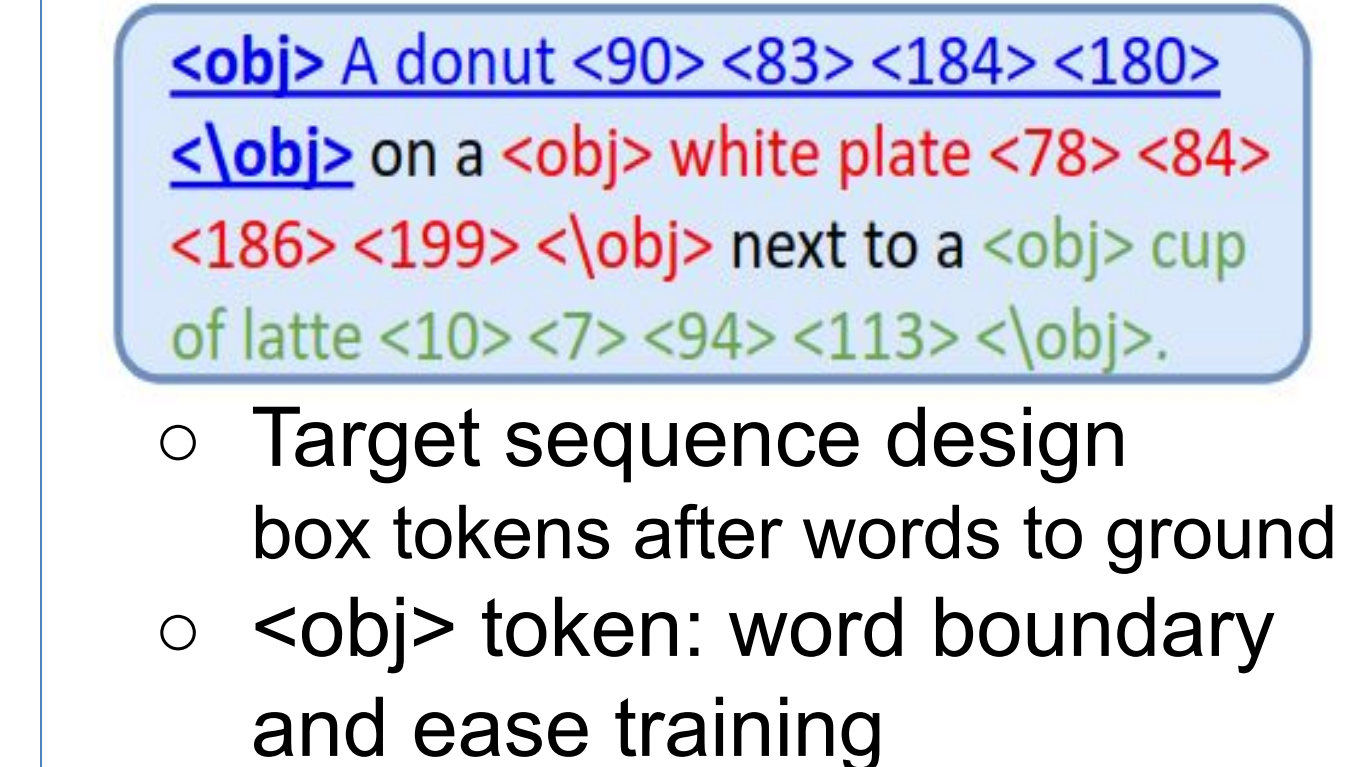 <obj> A donut <90> <83> <184> <180>
<\obj> on a <obj> white plate <78> <84>
<186> <199> <\obj> next to a <obj> cup
of latte <10> <7> <94> <113> <\obj>.
○ Target sequence design
box tokens after words to ground
○ <obj> token: word boundary
and ease training